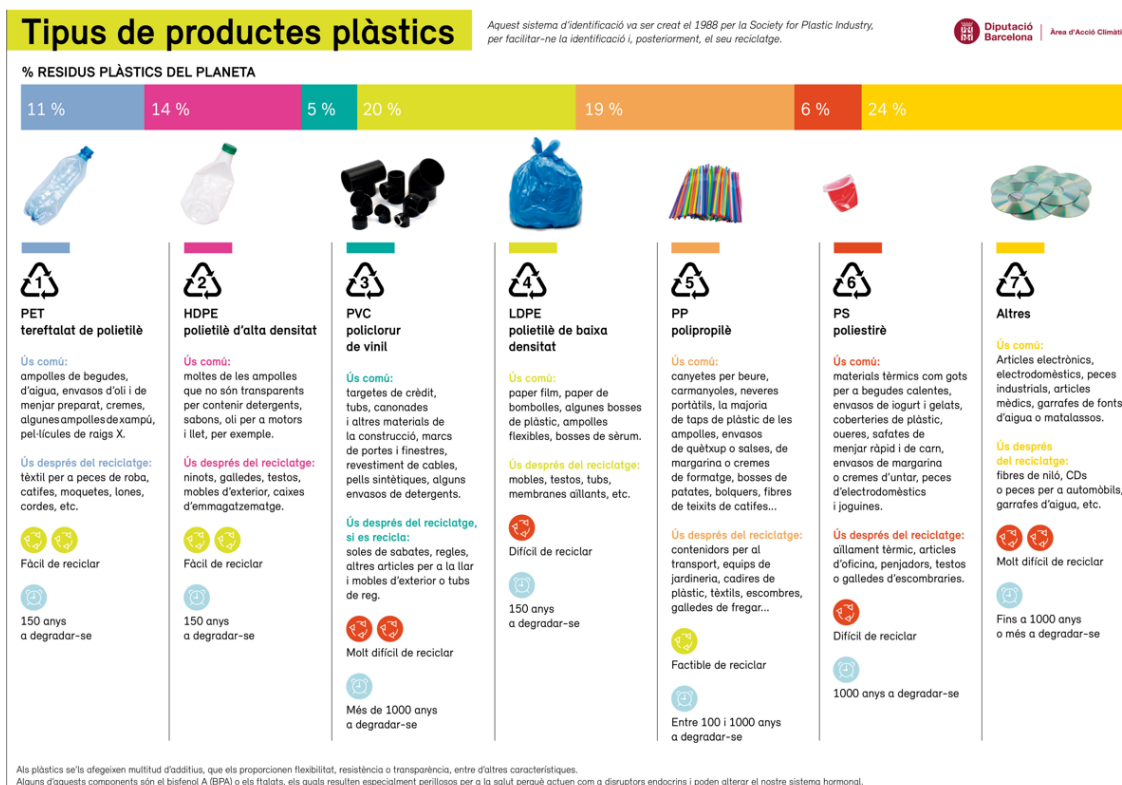 Tipus de productes plàstics
Aquest sistema d'identificació va ser creat el 1988 per la Society for Plastic Industry,
per facilitar-ne la identificació i, posteriorment, el seu reciclatge.
Diputació
Barcelona
Àrea d'Acció Climàti
% RESIDUS PLÀSTICS DEL PLANETA
11 %
14 %
5 %
20 %
19 %
6 %
24 %
1
PET
tereftalat de polietilè
Ús comú:
ampolles de begudes,
d'aigua, envasos d'oli i de
menjar preparat, cremes,
algunes ampolles de xampú,
pel·lícules de raigs X.
Ús després del reciclatge:
tèxtil per a peces de roba,
catifes, moquetes, lones,
cordes, etc.
Fàcil de reciclar
150 anys
a degradar-se
2
HDPE
polietilè d'alta densitat
Ús comú:
moltes de les ampolles
que no són transparents
per contenir detergents,
sabons, oli per a motors
i llet, per exemple.
Ús després del reciclatge:
ninots, galledes, testos,
mobles d'exterior, caixes
d'emmagatzematge.
Fàcil de reciclar
150 anys
a degradar-se
3
PVC
policlorur
de vinil
Ús comú:
targetes de crèdit,
tubs, canonades
i altres materials de
la construcció, marcs
de portes i finestres,
revestiment de cables,
pells sintètiques, alguns
envasos de detergents.
Ús després del reciclatge,
si es recicla:
soles de sabates, regles,
altres articles per a la llar
i mobles d'exterior o tubs
de reg.
Molt difícil de reciclar
Més de 1000 anys
a degradar-se
4
LDPE
polietilè de baixa
densitat
Ús comú:
paper film, paper de
bombolles, algunes bosses
de plàstic, ampolles
flexibles, bosses de sèrum.
Ús després del reciclatge:
mobles, testos, tubs,
membranes aïllants, etc.
Difícil de reciclar
150 anys
a degradar-se
5
PP
polipropilè
Ús comú:
canyetes per beure,
carmanyoles, neveres
portàtils, la majoria
de taps de plàstic de les
ampolles, envasos
de quètxup o salses, de
margarina o cremes
de formatge, bosses de
patates, bolquers, fibres
de teixits de catifes...
Ús després del reciclatge:
contenidors per al
transport, equips de
jardineria, cadires de
plàstic, tèxtils, escombres,
galledes de fregar...
Factible de reciclar
Entre 100 i 1000 anys
a degradar-se
6
PS
poliestirè
Ús comú:
materials tèrmics com gots
per a begudes calentes,
envasos de iogurt i gelats,
coberteries de plàstic,
oueres, safates de
menjar ràpid i de carn,
envasos de margarina
o cremes d'untar, peces
d'electrodomèstics
i joguines.
Ús després del reciclatge:
aïllament tèrmic, articles
d'oficina, penjadors, testos
o galledes d'escombraries.
Difícil de reciclar
1000 anys a degradar-se
7
Altres
Ús comú:
Articles electrònics,
electrodomèstics, peces
industrials, articles
mèdics, garrafes de fonts
d'aigua o matalassos.
Ús després
del reciclatge:
fibres de niló, CDs
o peces per a automòbils,
garrafes d'aigua, etc.
Molt difícil de reciclar
Fins a 1000 anys
o més a degradar-se
Als plàstics se'ls afegeixen multitud d'additius, que els proporcionen flexibilitat, resistència o transparència, entre d'altres característiques.
Alguns d'aquests components són el bisfenol A (BPA) o els ftalats, els quals resulten especialment perillosos per a la salut perquè actuen com a disruptors endocrins i poden alterar el nostre sistema hormonal.